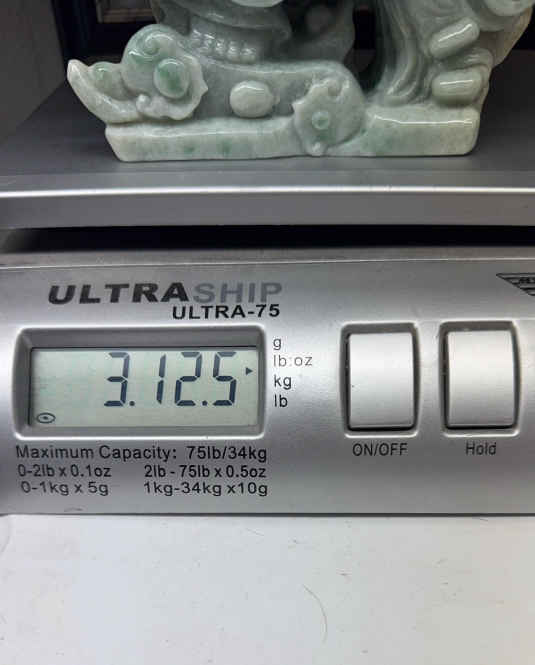 ULTRASHIP
ULTRA-75
g
lb:oz
kg
lb
3.12.5
ON/OFF
Hold
Maximum Capacity: 75lb/34kg
0-2lb x 0.1oz 2lb - 75lb x 0.5oz
0-1kg x 5g 1kg-34kg x10g